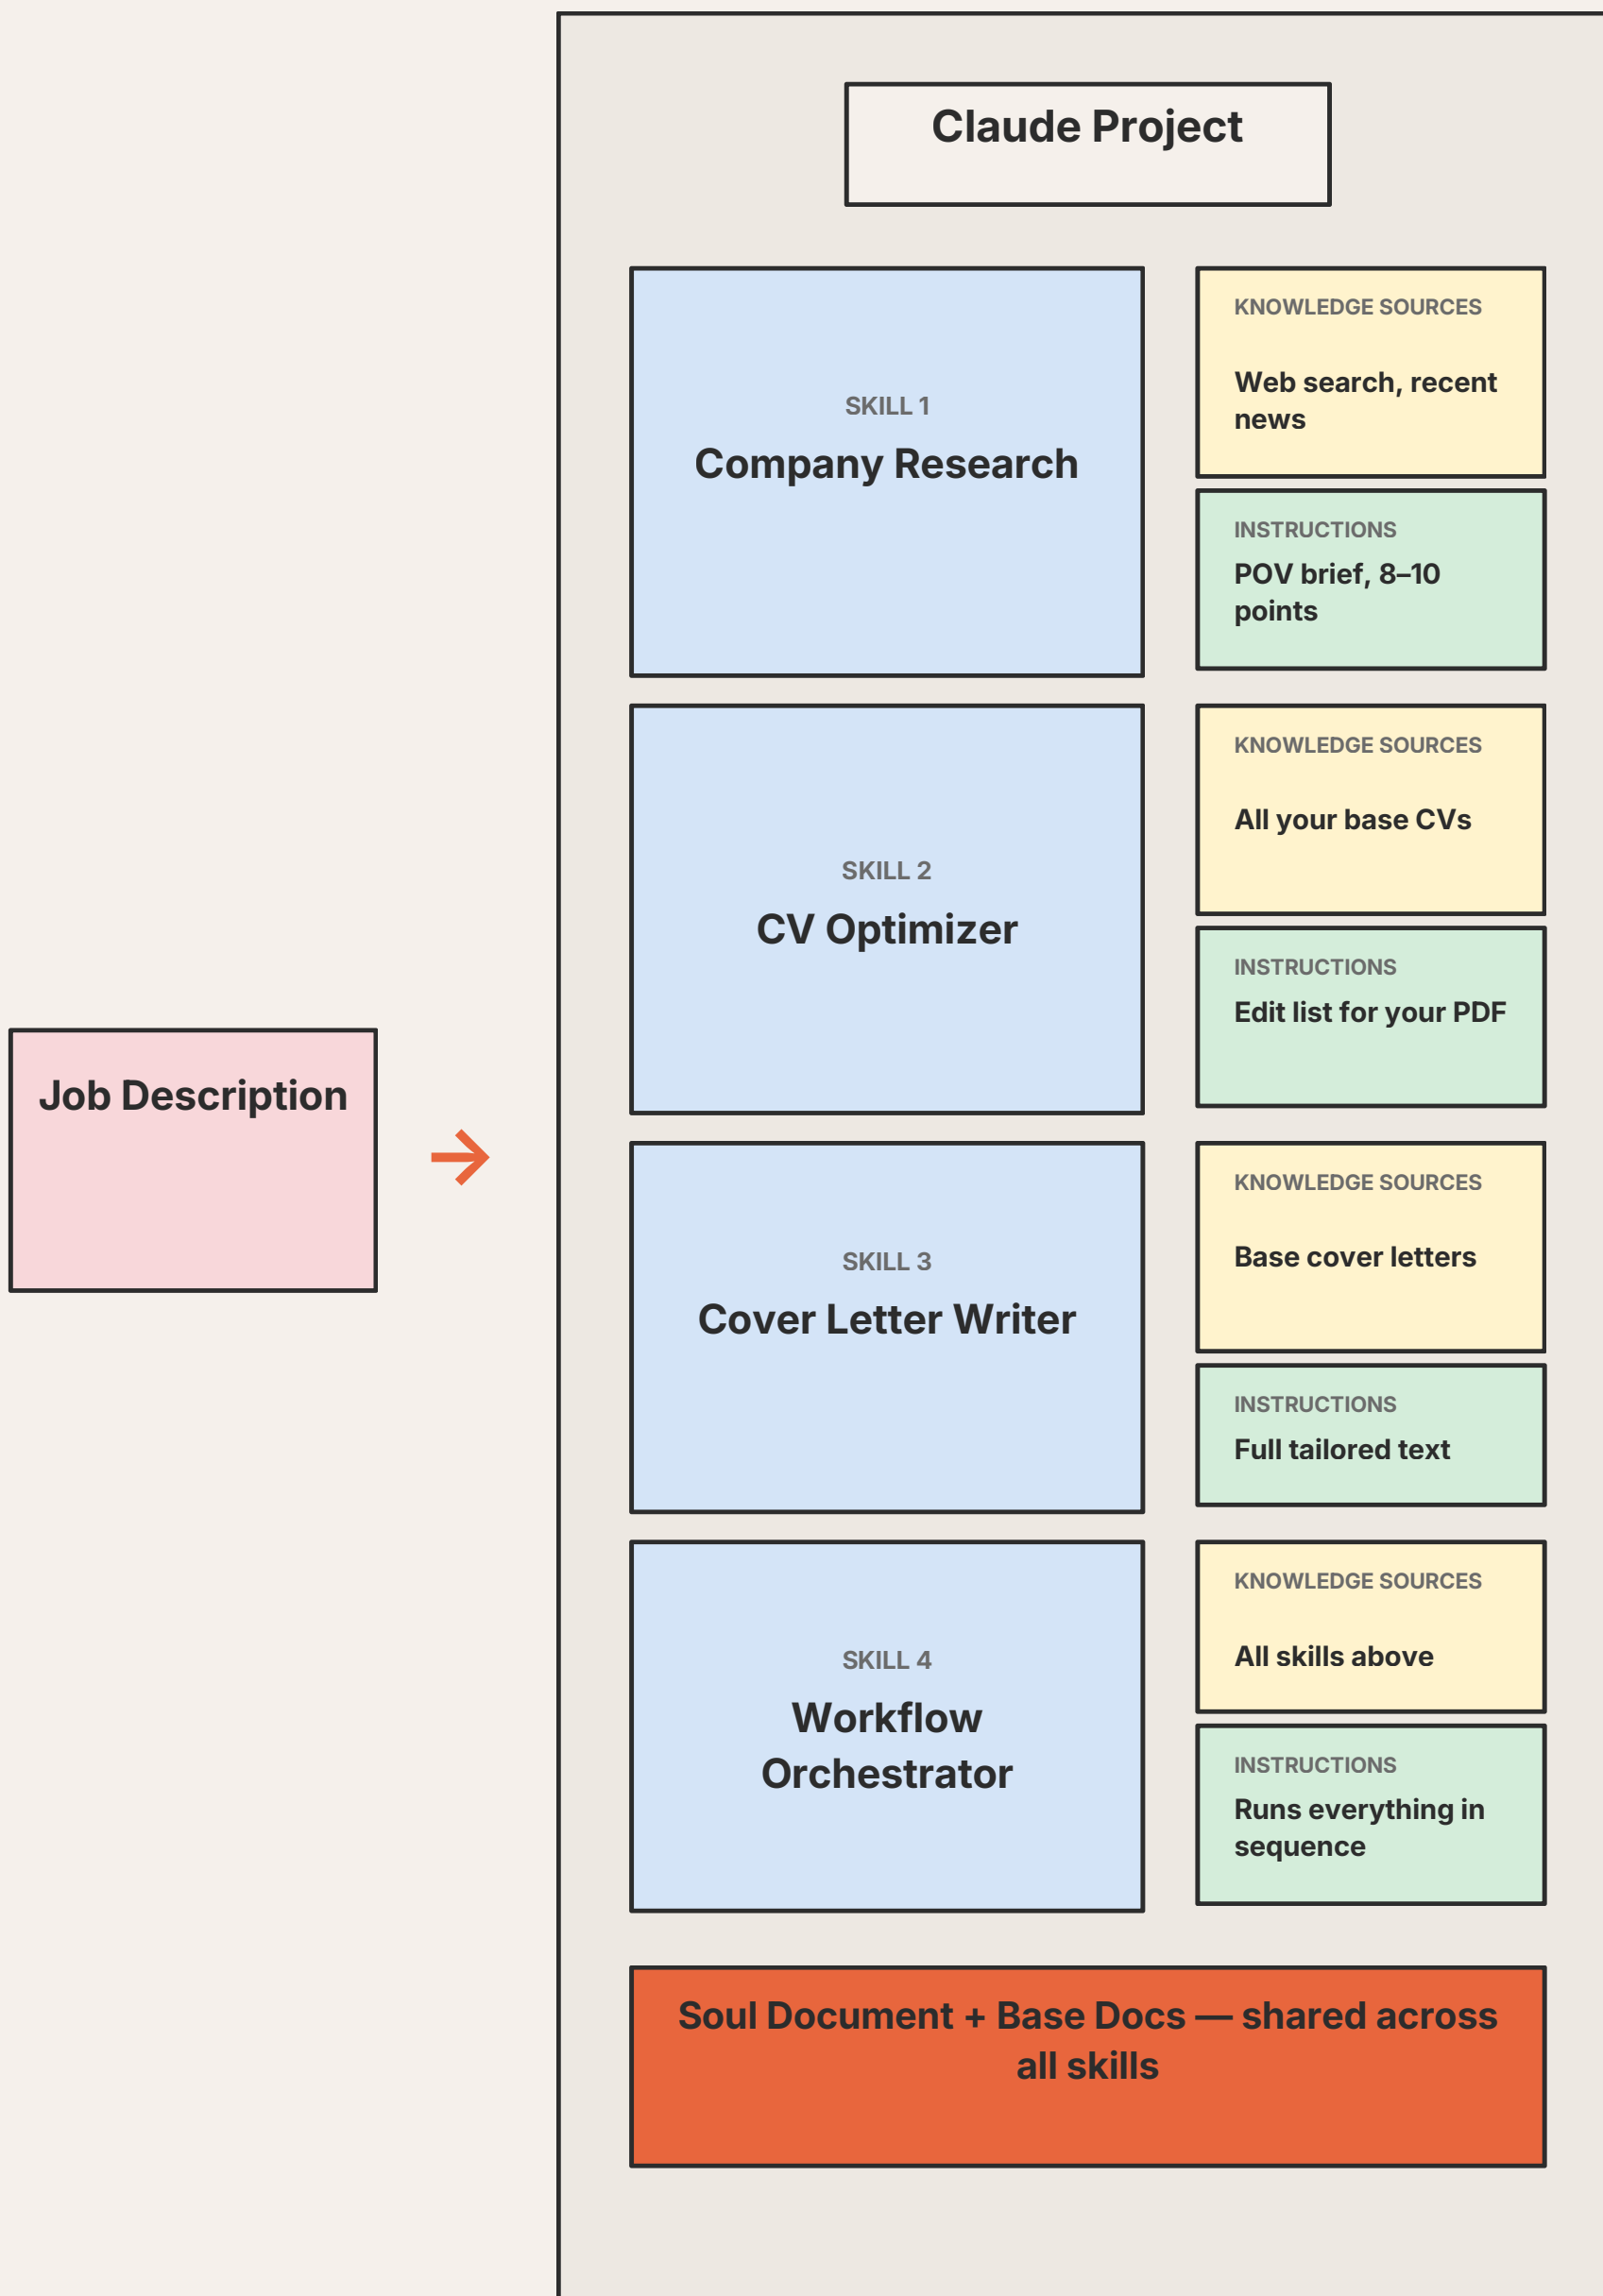 Claude Project
Job Description
→
SKILL 1
Company Research
KNOWLEDGE SOURCES
Web search, recent
news
INSTRUCTIONS
POV brief, 8–10
points
SKILL 2
CV Optimizer
KNOWLEDGE SOURCES
All your base CVs
INSTRUCTIONS
Edit list for your PDF
SKILL 3
Cover Letter Writer
KNOWLEDGE SOURCES
Base cover letters
INSTRUCTIONS
Full tailored text
SKILL 4
Workflow
Orchestrator
KNOWLEDGE SOURCES
All skills above
INSTRUCTIONS
Runs everything in
sequence
Soul Document + Base Docs — shared across
all skills